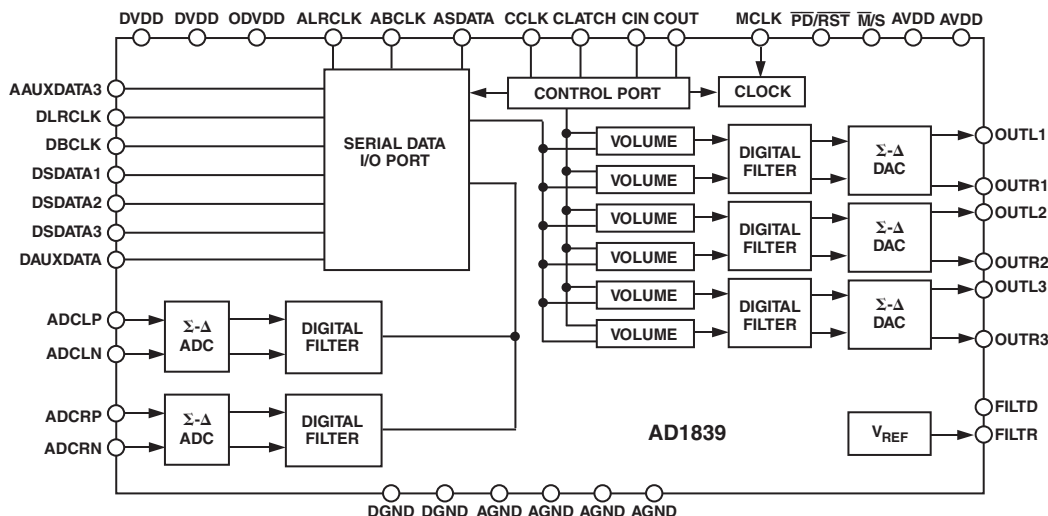 DVDD DVDD ODVDD ALRCLK ABCLK ASDATA CCLK CLATCH CIN COUT MCLK PD/RST M/S AVDD AVDD
AAUXDATA3
DLRCLK
DBCLK
DSDATA1
DSDATA2
DSDATA3
DAUXDATA
SERIAL DATA
I/O PORT
CONTROL PORT
CLOCK
VOLUME
VOLUME
DIGITAL
FILTER
Σ-Δ
DAC
OUTL1
OUTR1
VOLUME
VOLUME
DIGITAL
FILTER
Σ-Δ
DAC
OUTL2
OUTR2
VOLUME
VOLUME
DIGITAL
FILTER
Σ-Δ
DAC
OUTL3
OUTR3
ADCLP
ADCLN
Σ-Δ
ADC
DIGITAL
FILTER
ADCRP
ADCRN
Σ-Δ
ADC
DIGITAL
FILTER
AD1839
VREF
FILTD
FILTR
DGND DGND AGND AGND AGND AGND